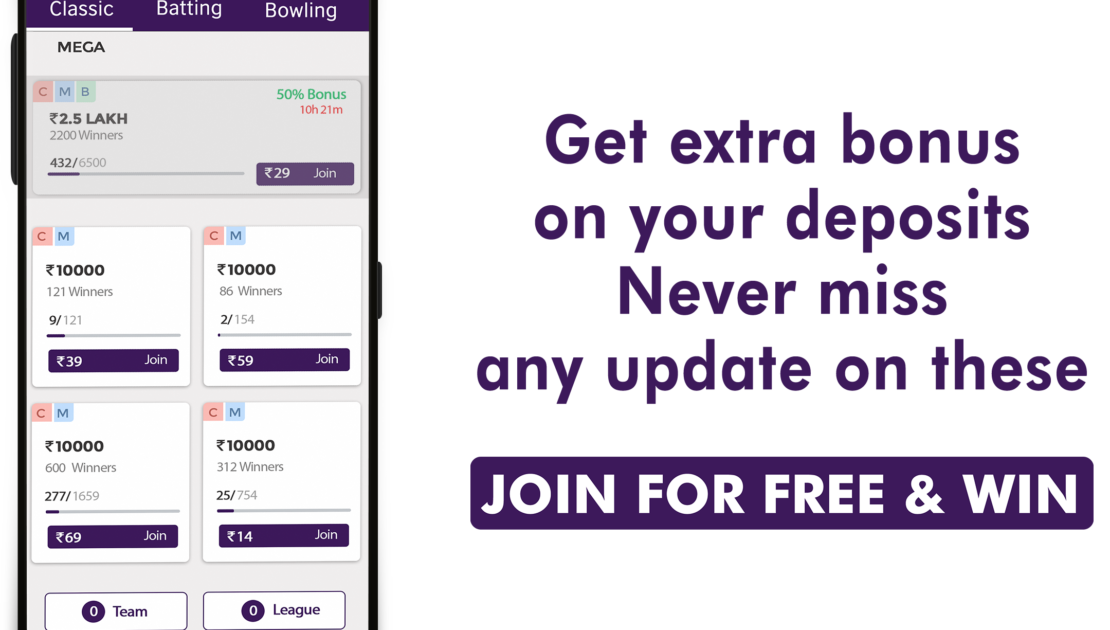 Classic Batting Bowling
MEGA
C M B
50% Bonus
10h 21m
₹2.5 LAKH
2200 Winners
432/6500
₹29 Join
C M
₹10000
121 Winners
9/121
₹39 Join
C M
₹10000
86 Winners
2/154
₹59 Join
C M
₹10000
600 Winners
277/1659
₹69 Join
C M
₹10000
312 Winners
25/754
₹14 Join
0 Team
0 League
Get extra bonus
on your deposits
Never miss
any update on these
JOIN FOR FREE & WIN